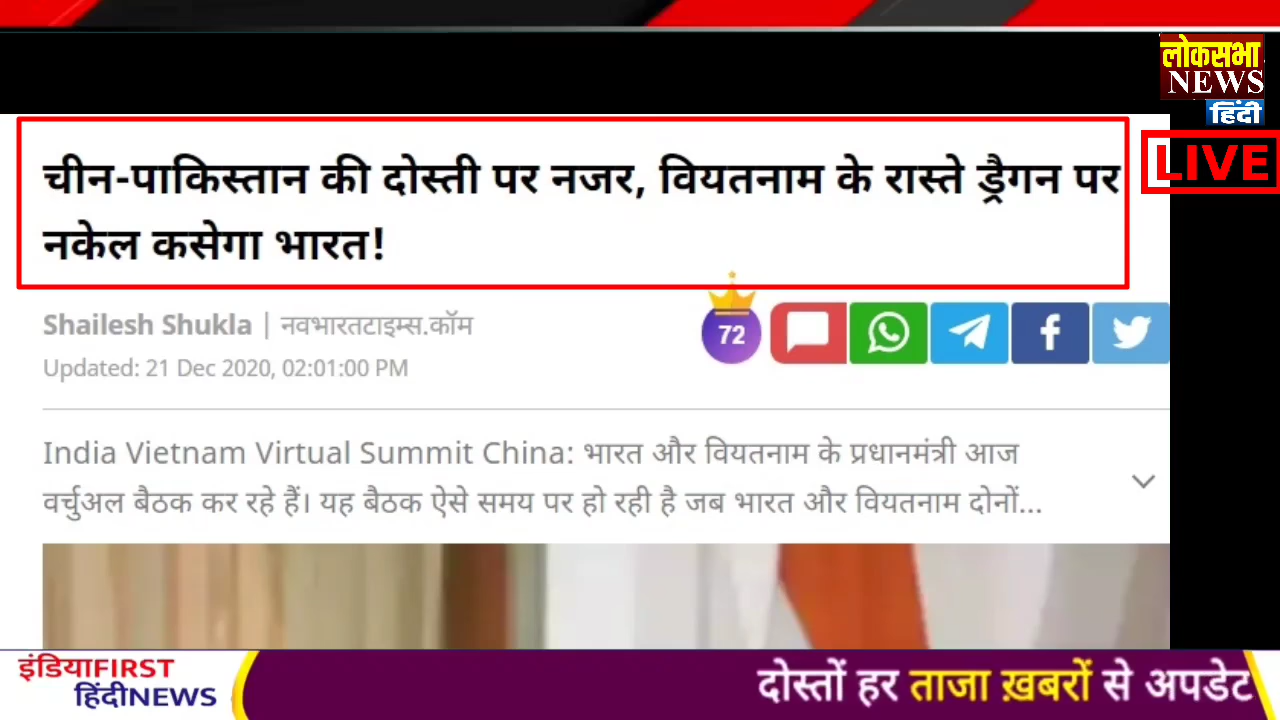 लोकसभा
NEWS
हिंदी
LIVE
चीन-पाकिस्तान की दोस्ती पर नजर, वियतनाम के रास्ते ड्रैगन पर
नकेल कसेगा भारत!
Shailesh Shukla | नवभारतटाइम्स.कॉम
72
Updated: 21 Dec 2020, 02:01:00 PM
India Vietnam Virtual Summit China: भारत और वियतनाम के प्रधानमंत्री आज
वर्चुअल बैठक कर रहे हैं। यह बैठक ऐसे समय पर हो रही है जब भारत और वियतनाम दोनों...
इंडियाFIRST
हिंदीNEWS
दोस्तों हर ताजा ख़बरों से अपडेट